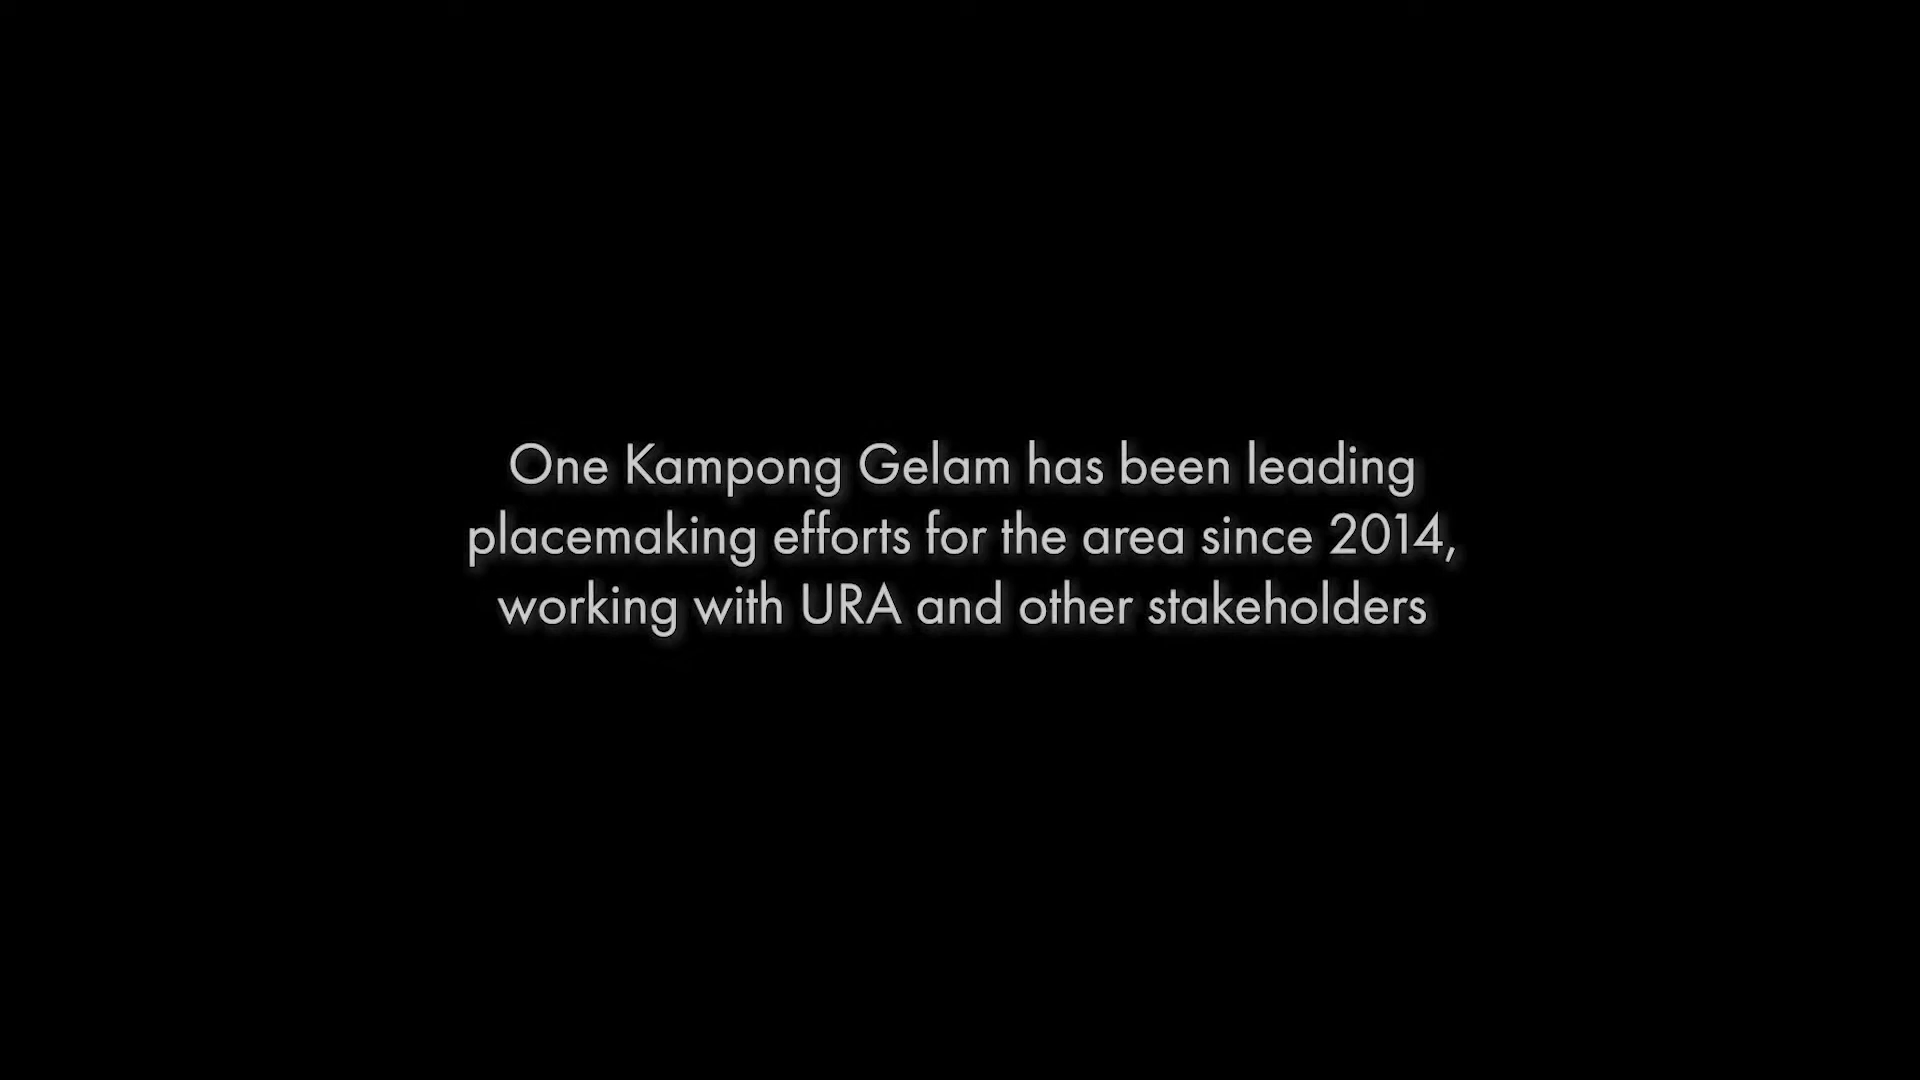 One Kampong Gelam has been leading
placemaking efforts for the area since 2014,
working with URA and other stakeholders